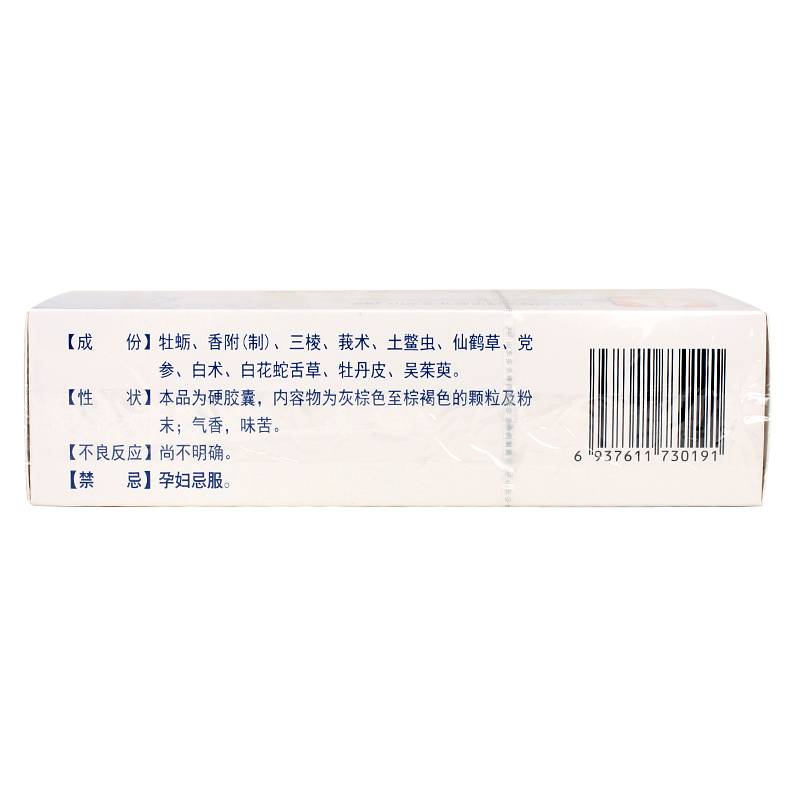 【成 份】牡蛎、香附(制)、三棱、莪术、土鳖虫、仙鹤草、党
参、白术、白花蛇舌草、牡丹皮、吴茱萸。
【性 状】本品为硬胶囊，内容物为灰棕色至棕褐色的颗粒及粉
末；气香，味苦。
【不良反应】尚不明确。
【禁 忌】孕妇忌服。
6 937611 730191